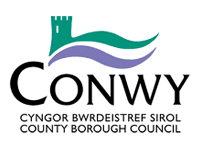 CONWY
CYNGOR BWRDEISTREF SIROL
COUNTY BOROUGH COUNCIL